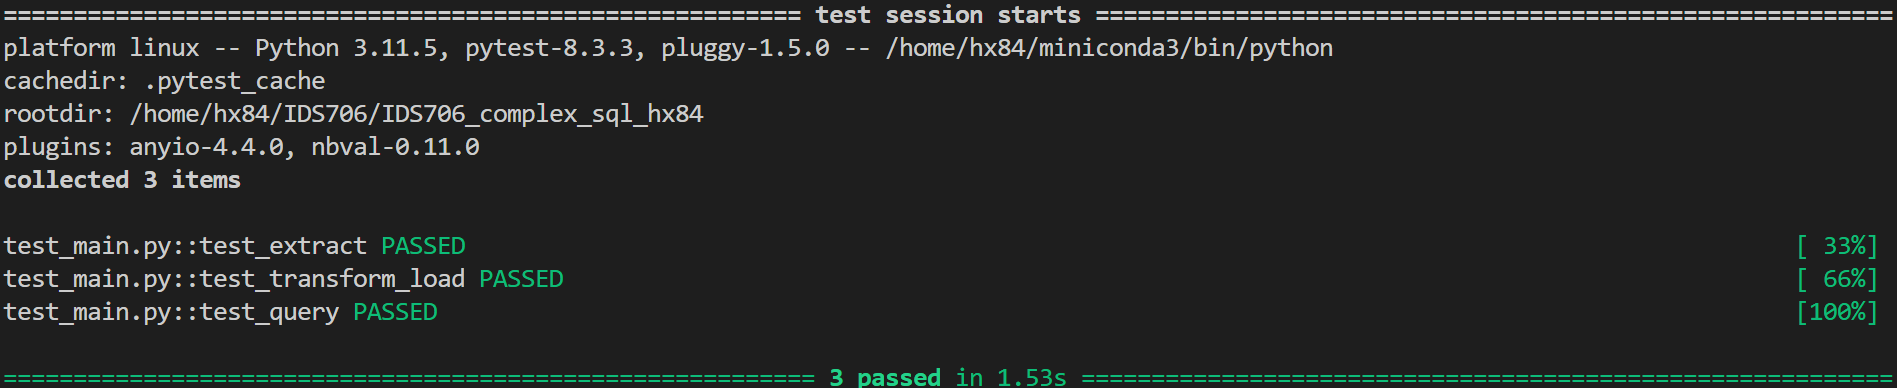 ========================================================= test session starts =========================================================
platform linux -- Python 3.11.5, pytest-8.3.3, pluggy-1.5.0 -- /home/hx84/miniconda3/bin/python
cachedir: .pytest_cache
rootdir: /home/hx84/IDS706/IDS706_complex_sql_hx84
plugins: anyio-4.4.0, nbval-0.11.0
collected 3 items
test_main.py::test_extract PASSED [ 33%]
test_main.py::test_transform_load PASSED [ 66%]
test_main.py::test_query PASSED [100%]
========================================================== 3 passed in 1.53s ==========================================================